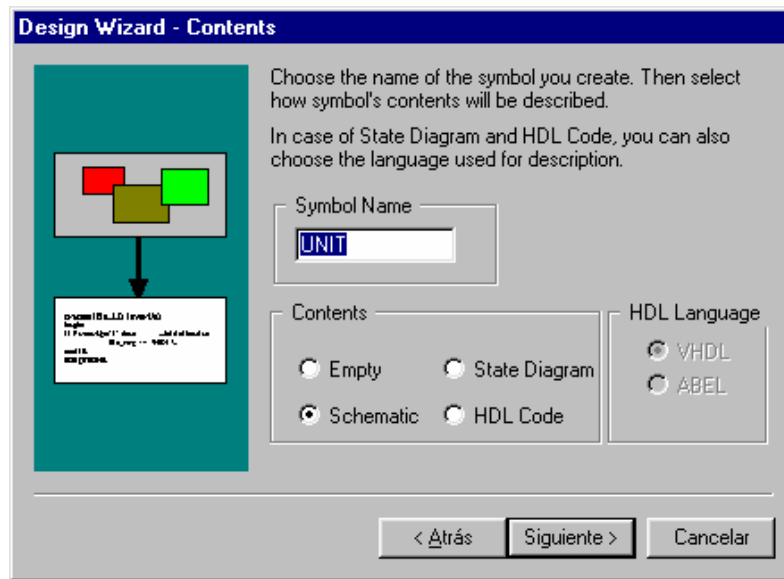 Design Wizard - Contents
Choose the name of the symbol you create. Then select
how symbol's contents will be described.
In case of State Diagram and HDL Code, you can also
choose the language used for description.
Symbol Name
UNIT
Contents
Empty
State Diagram
Schematic
HDL Code
HDL Language
VHDL
ABEL
< Atrás
Siguiente >
Cancelar